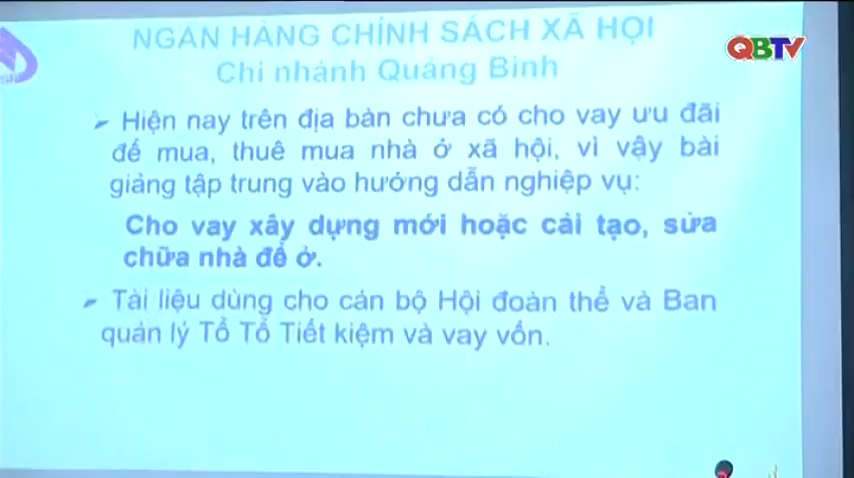 NGÂN HÀNG CHÍNH SÁCH XÃ HỘI
QBTV
Chi nhánh Quảng Bình
➢ Hiện nay trên địa bàn chưa có cho vay ưu đãi
để mua, thuê mua nhà ở xã hội, vì vậy bài
giảng tập trung vào hướng dẫn nghiệp vụ:
Cho vay xây dựng mới hoặc cải tạo, sửa
chữa nhà để ở.
➢ Tài liệu dùng cho cán bộ Hội đoàn thể và Ban
quản lý Tổ Tổ Tiết kiệm và vay vốn.